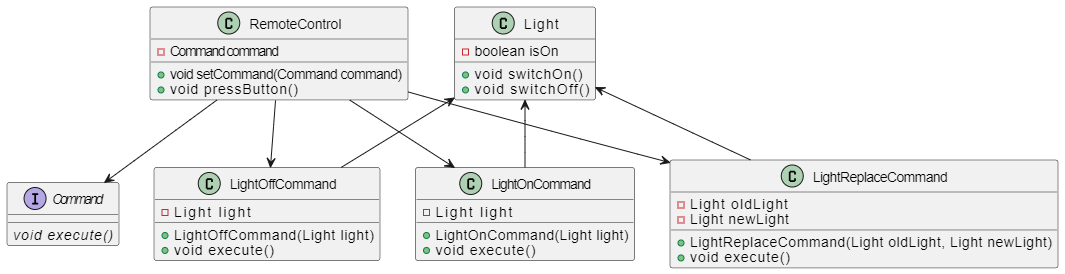 C RemoteControl
Command command
void setCommand(Command command)
void pressButton()
C Light
boolean isOn
void switchOn()
void switchOff()
I Command
void execute()
C LightOffCommand
Light light
LightOffCommand(Light light)
void execute()
C LightOnCommand
Light light
LightOnCommand(Light light)
void execute()
C LightReplaceCommand
Light oldLight
Light newLight
LightReplaceCommand(Light oldLight, Light newLight)
void execute()